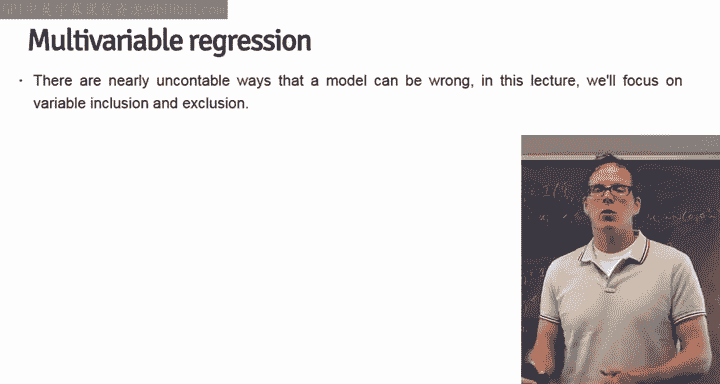 Multivariable regression
· There are nearly uncontable ways that a model can be wrong, in this lecture, we'll focus on
variable inclusion and exclusion.